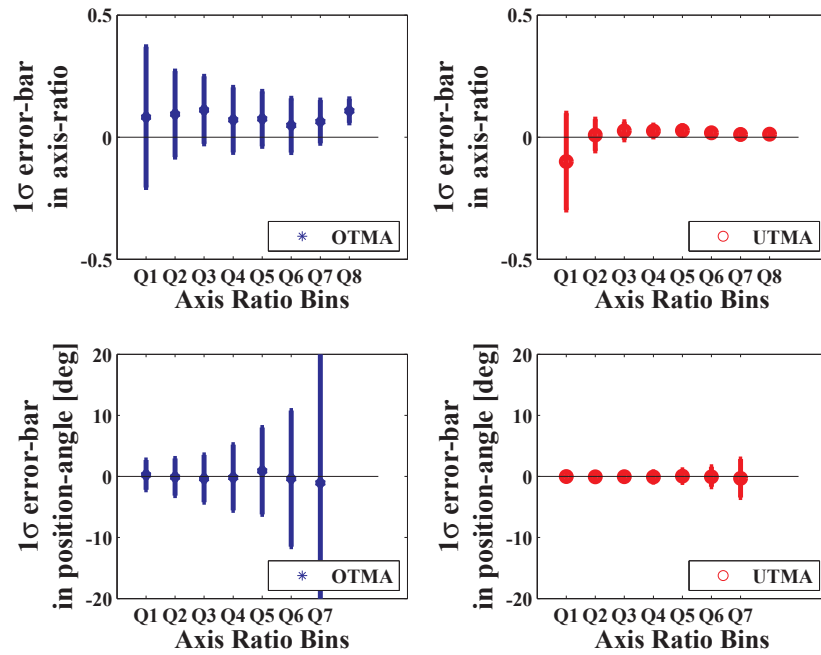 1σ error-bar
in axis-ratio
0.5
0
-0.5
OTMA
Q1 Q2 Q3 Q4 Q5 Q6 Q7 Q8
Axis Ratio Bins
1σ error-bar
in axis-ratio
0.5
0
-0.5
UTMA
Q1 Q2 Q3 Q4 Q5 Q6 Q7 Q8
Axis Ratio Bins
1σ error-bar
in position-angle [deg]
20
10
0
-10
-20
OTMA
Q1 Q2 Q3 Q4 Q5 Q6 Q7
Axis Ratio Bins
1σ error-bar
in position-angle [deg]
20
10
0
-10
-20
UTMA
Q1 Q2 Q3 Q4 Q5 Q6 Q7
Axis Ratio Bins